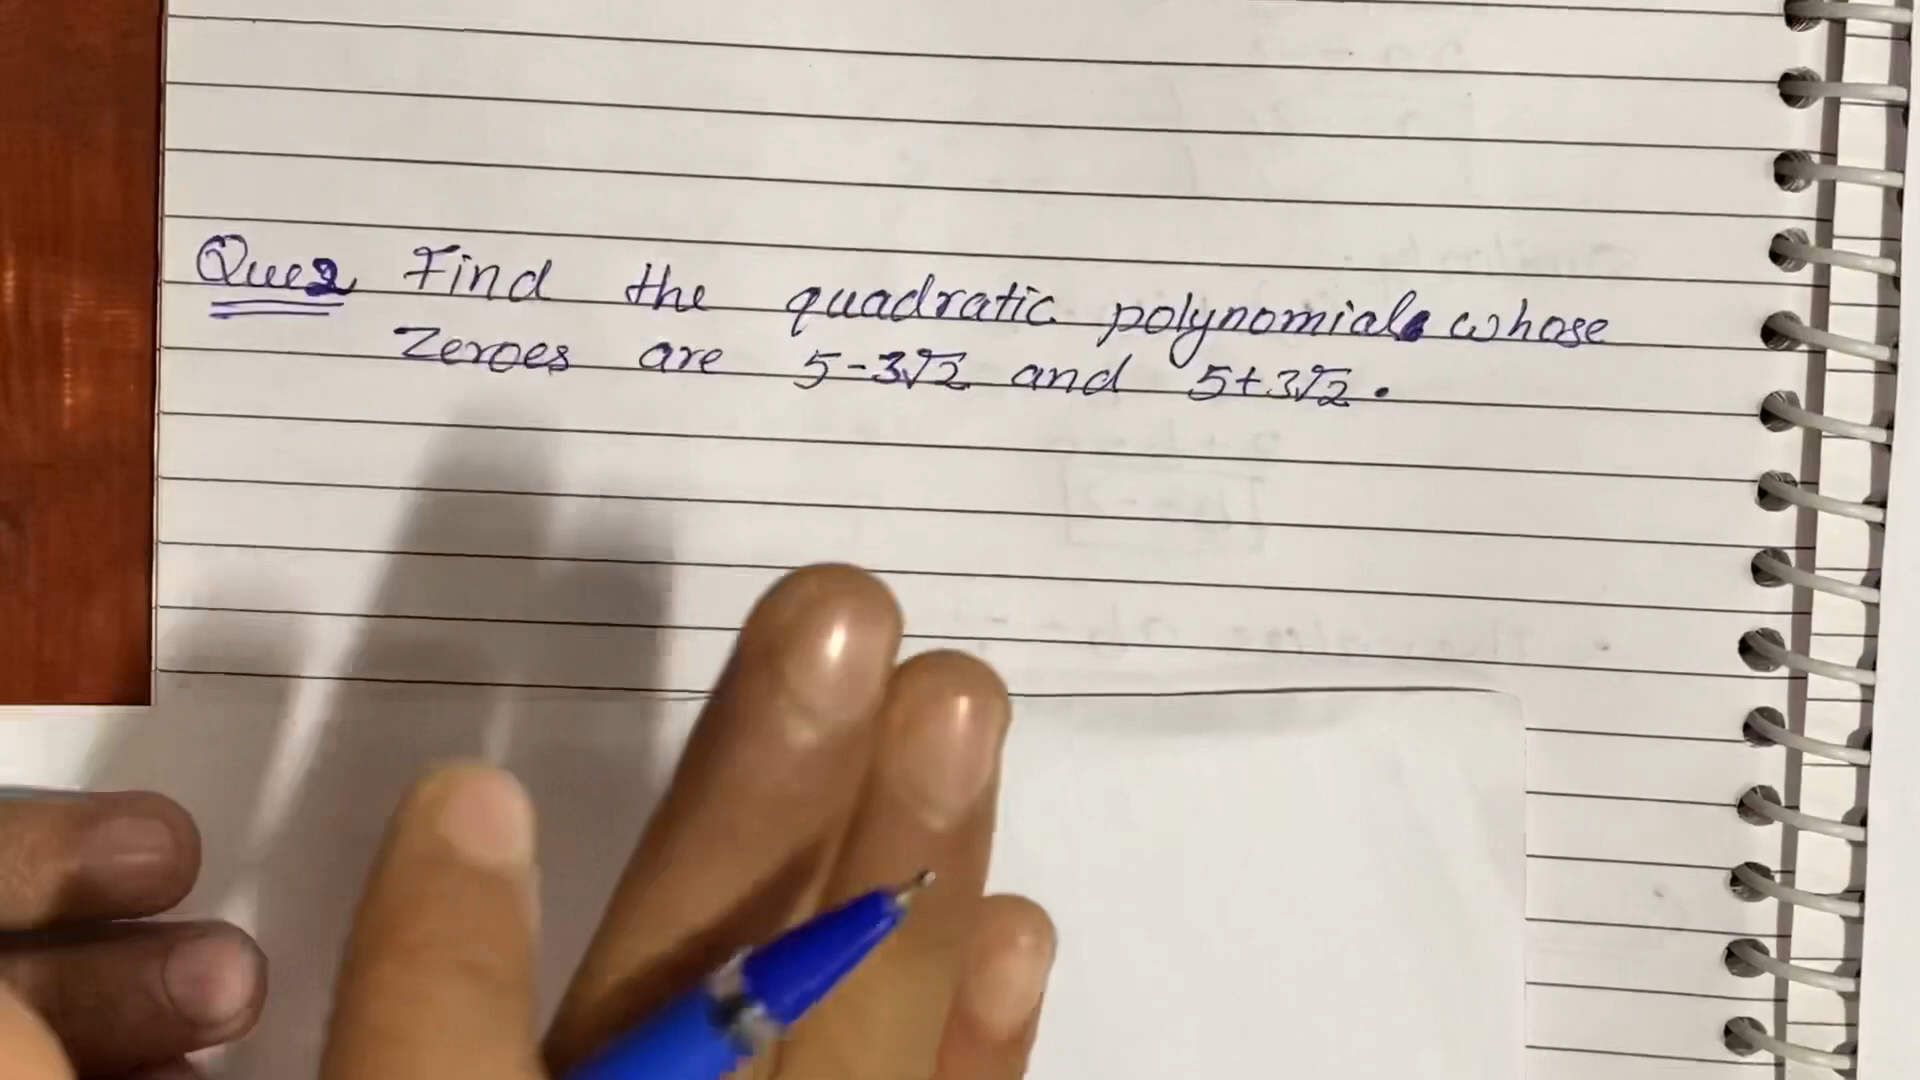 Que2 Find the quadratic polynomial whose
Zeroes are 5-3√2 and 5+3√2.